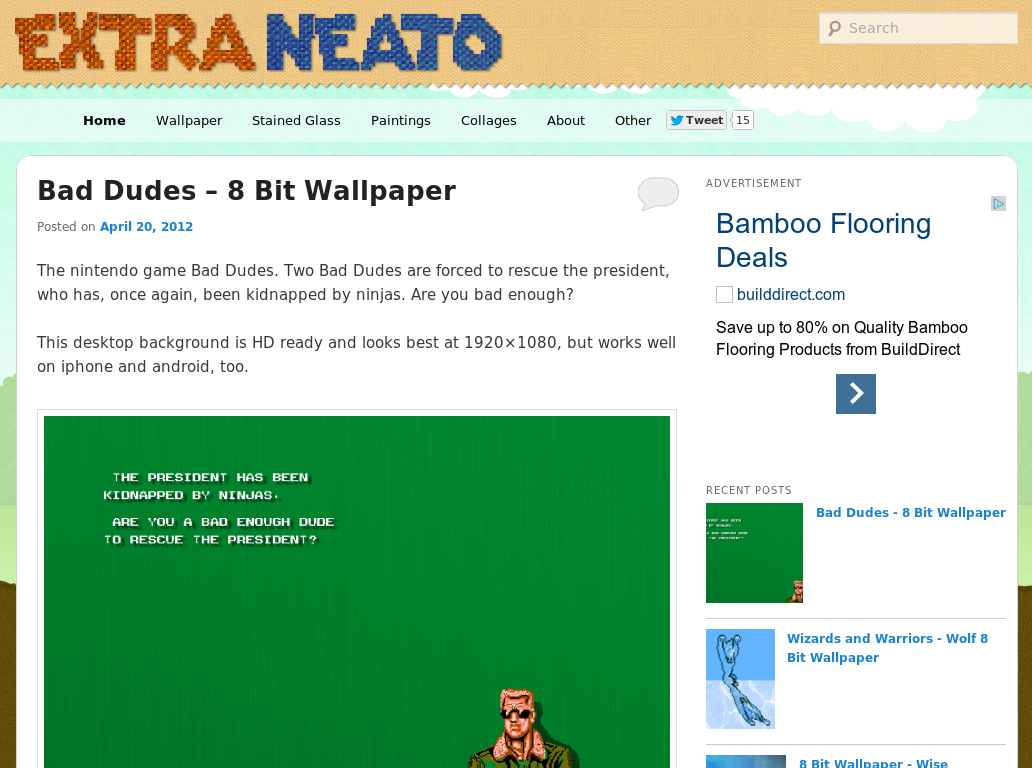 EXTRA NEATO
Search
Home Wallpaper Stained Glass Paintings Collages About Other Tweet 15
Bad Dudes – 8 Bit Wallpaper
Posted on April 20, 2012
The nintendo game Bad Dudes. Two Bad Dudes are forced to rescue the president,
who has, once again, been kidnapped by ninjas. Are you bad enough?
This desktop background is HD ready and looks best at 1920×1080, but works well
on iphone and android, too.
THE PRESIDENT HAS BEEN
KIDNAPPED BY NINJAS.
ARE YOU A BAD ENOUGH DUDE
TO RESCUE THE PRESIDENT?
ADVERTISEMENT
Bamboo Flooring
Deals
builddirect.com
Save up to 80% on Quality Bamboo
Flooring Products from BuildDirect
RECENT POSTS
Bad Dudes - 8 Bit Wallpaper
Wizards and Warriors - Wolf 8
Bit Wallpaper
8 Bit Wallpaper - Wise